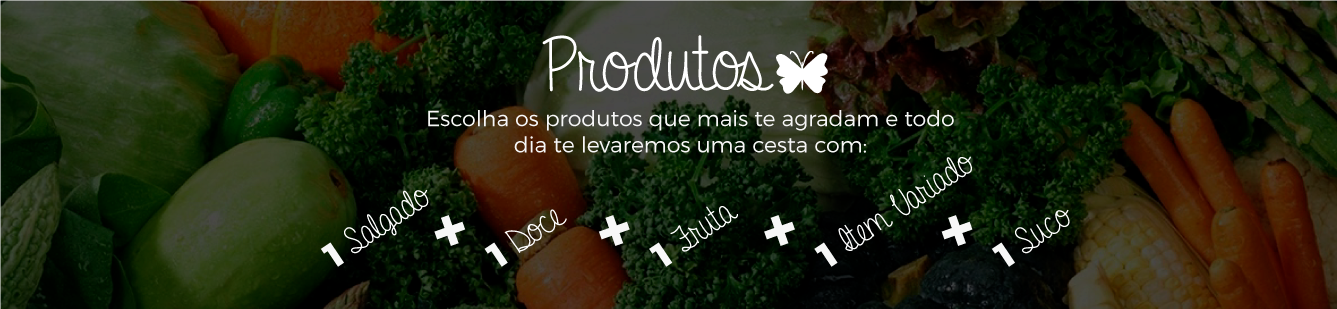 Produtos
Escolha os produtos que mais te agradam e todo
dia te levaremos uma cesta com:
1 Salgado + 1 Doce + 1 Fruta + 1 Item Variado + 1 Suco